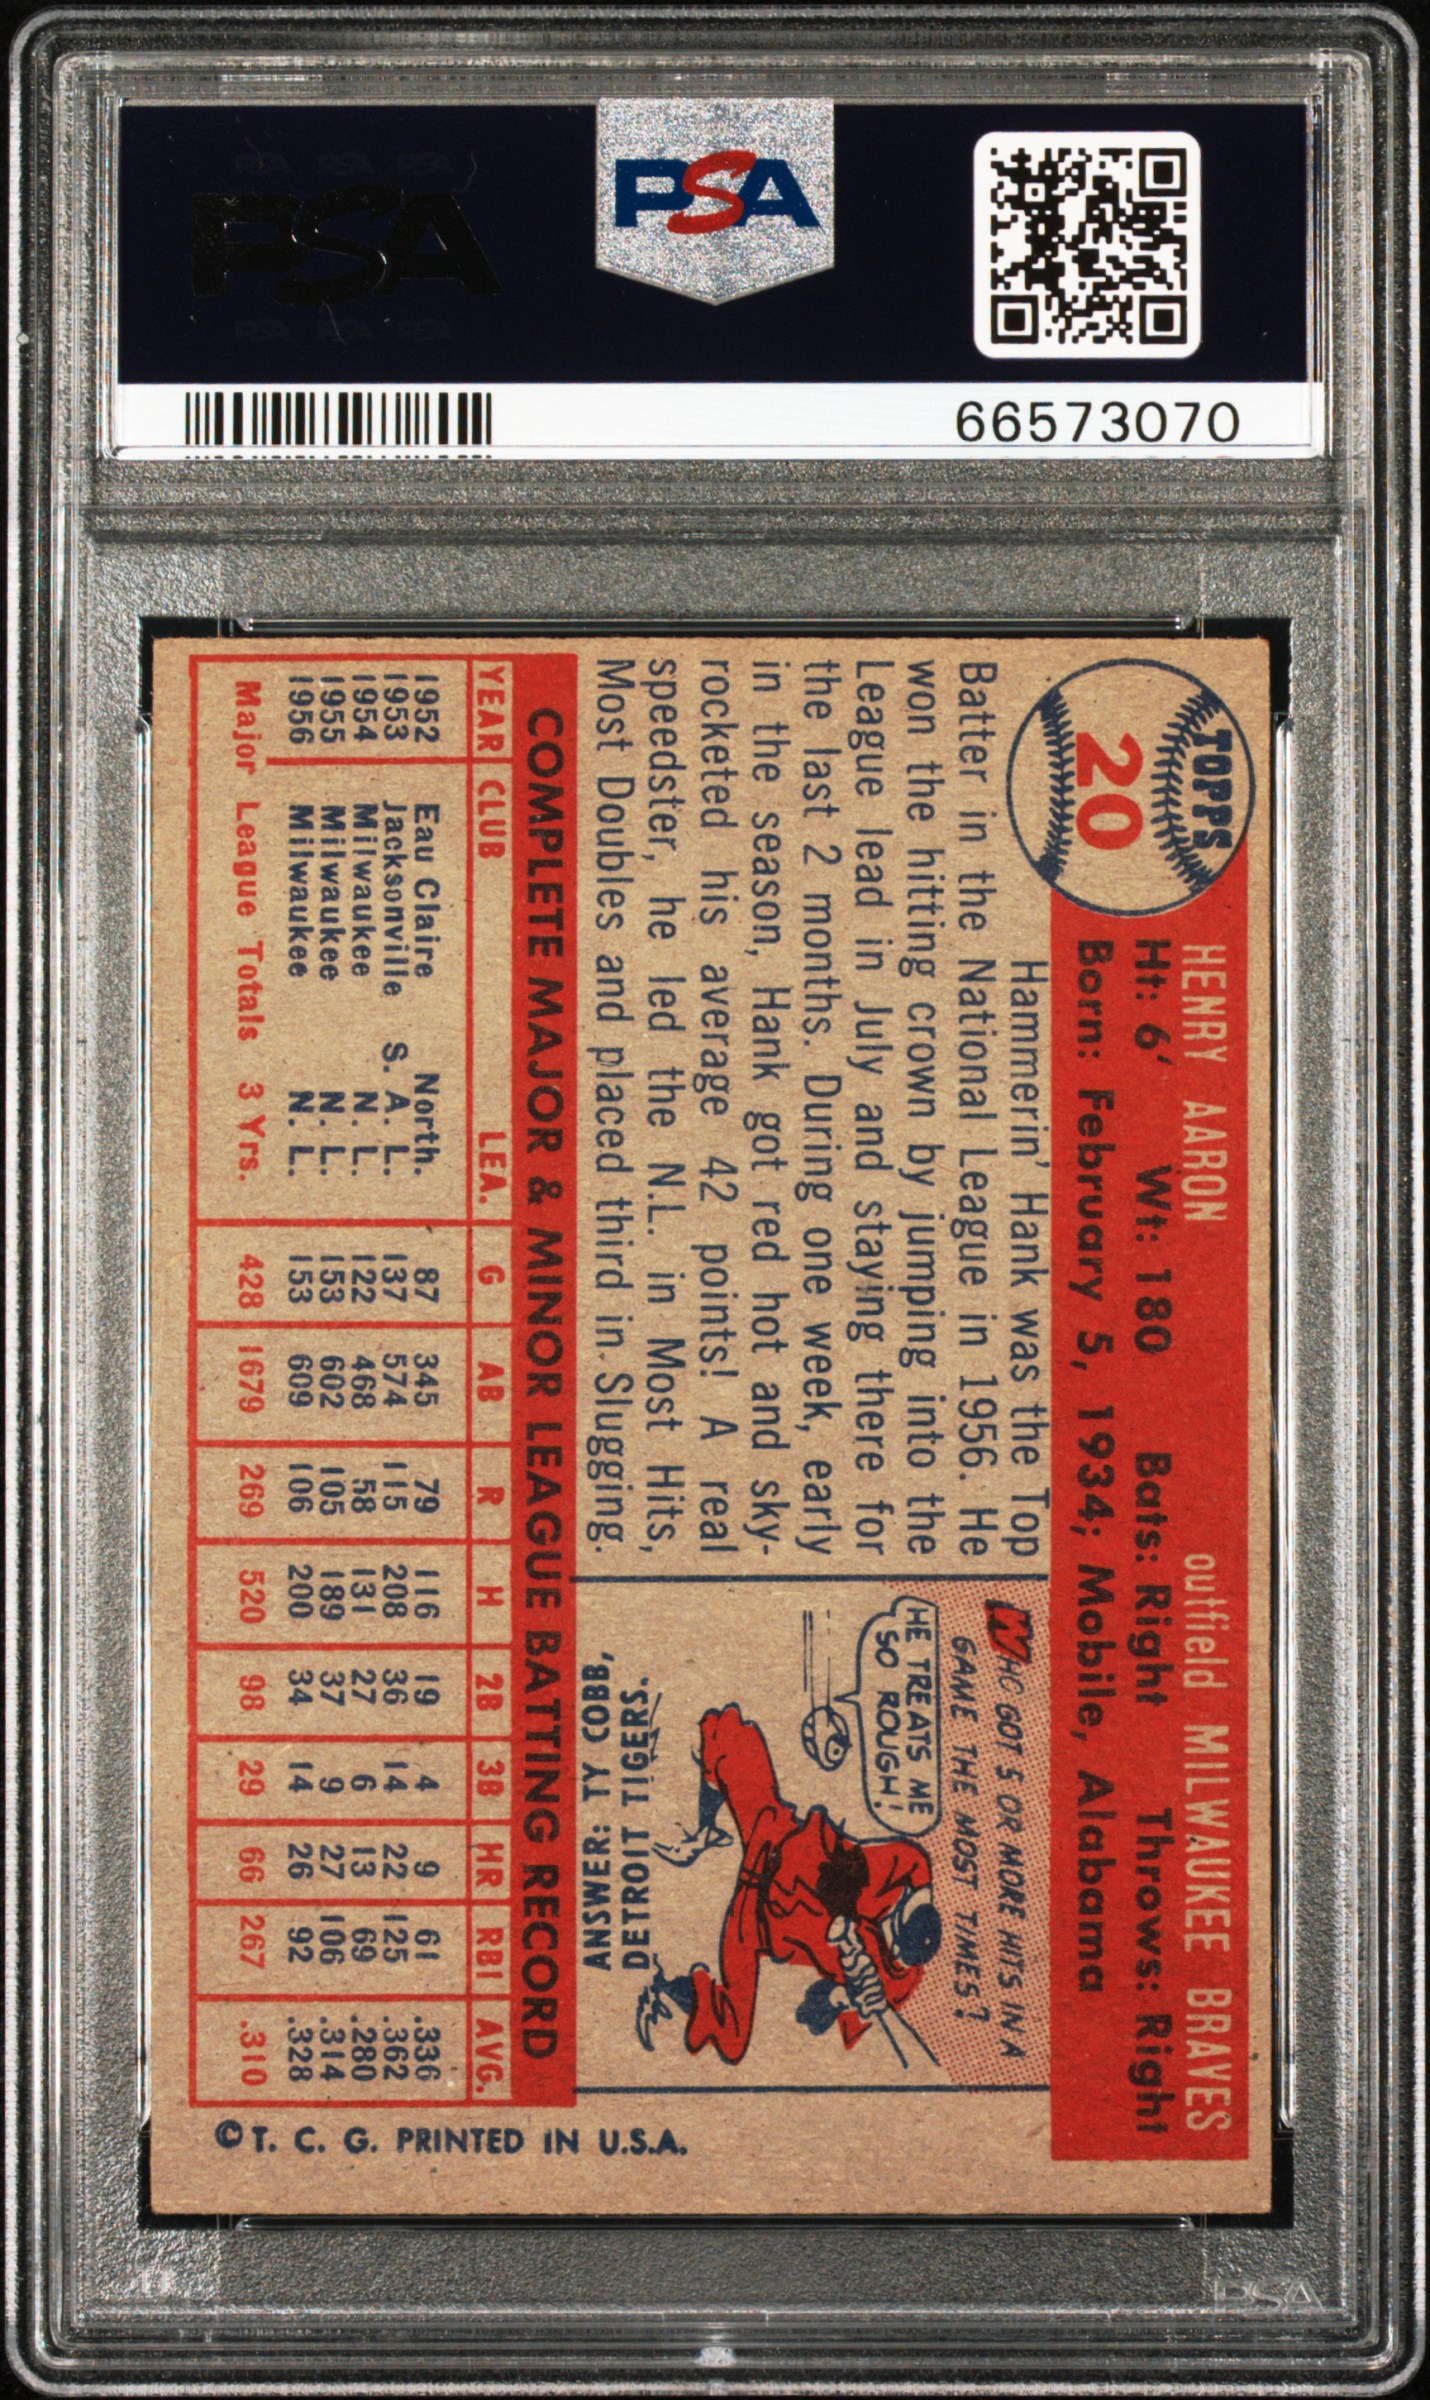 PSA PSA PSA
PSA
PSA PSA PSA
PSA
66573070
TOPPS
20
HENRY AARON outfield MILWAUKEE BRAVES
Ht: 6' Wt: 180 Bats: Right Throws: Right
Born: February 5, 1934; Mobile, Alabama
Hammerin' Hank was the Top
Batter in the National League in 1956. He
won the hitting crown by jumping into the
League lead in July and staying there for
the last 2 months. During one week, early
in the season, Hank got red hot and sky-
rocketed his average 42 points! A real
speedster, he led the N.L. in Most Hits,
Most Doubles and placed third in Slugging.
WHO GOT 5 OR MORE HITS IN A
GAME THE MOST TIMES?
HE TREATS ME
SO ROUGH!
ANSWER: TY COBB,
DETROIT TIGERS.
COMPLETE MAJOR & MINOR LEAGUE BATTING RECORD
YEAR CLUB LEA. G AB R H 2B 3B HR RBI AVG.
1952 Eau Claire North. 87 345 79 116 19 4 9 61 .336
1953 Jacksonville S. A. L. 137 574 115 208 36 14 22 125 .362
1954 Milwaukee N. L. 122 468 58 131 27 6 13 69 .280
1955 Milwaukee N. L. 153 602 105 189 37 9 27 106 .314
1956 Milwaukee N. L. 153 609 106 200 34 14 26 92 .328
Major League Totals 3 Yrs. 428 1679 269 520 98 29 66 267 .310
© T. C. G. PRINTED IN U.S.A.
PSA